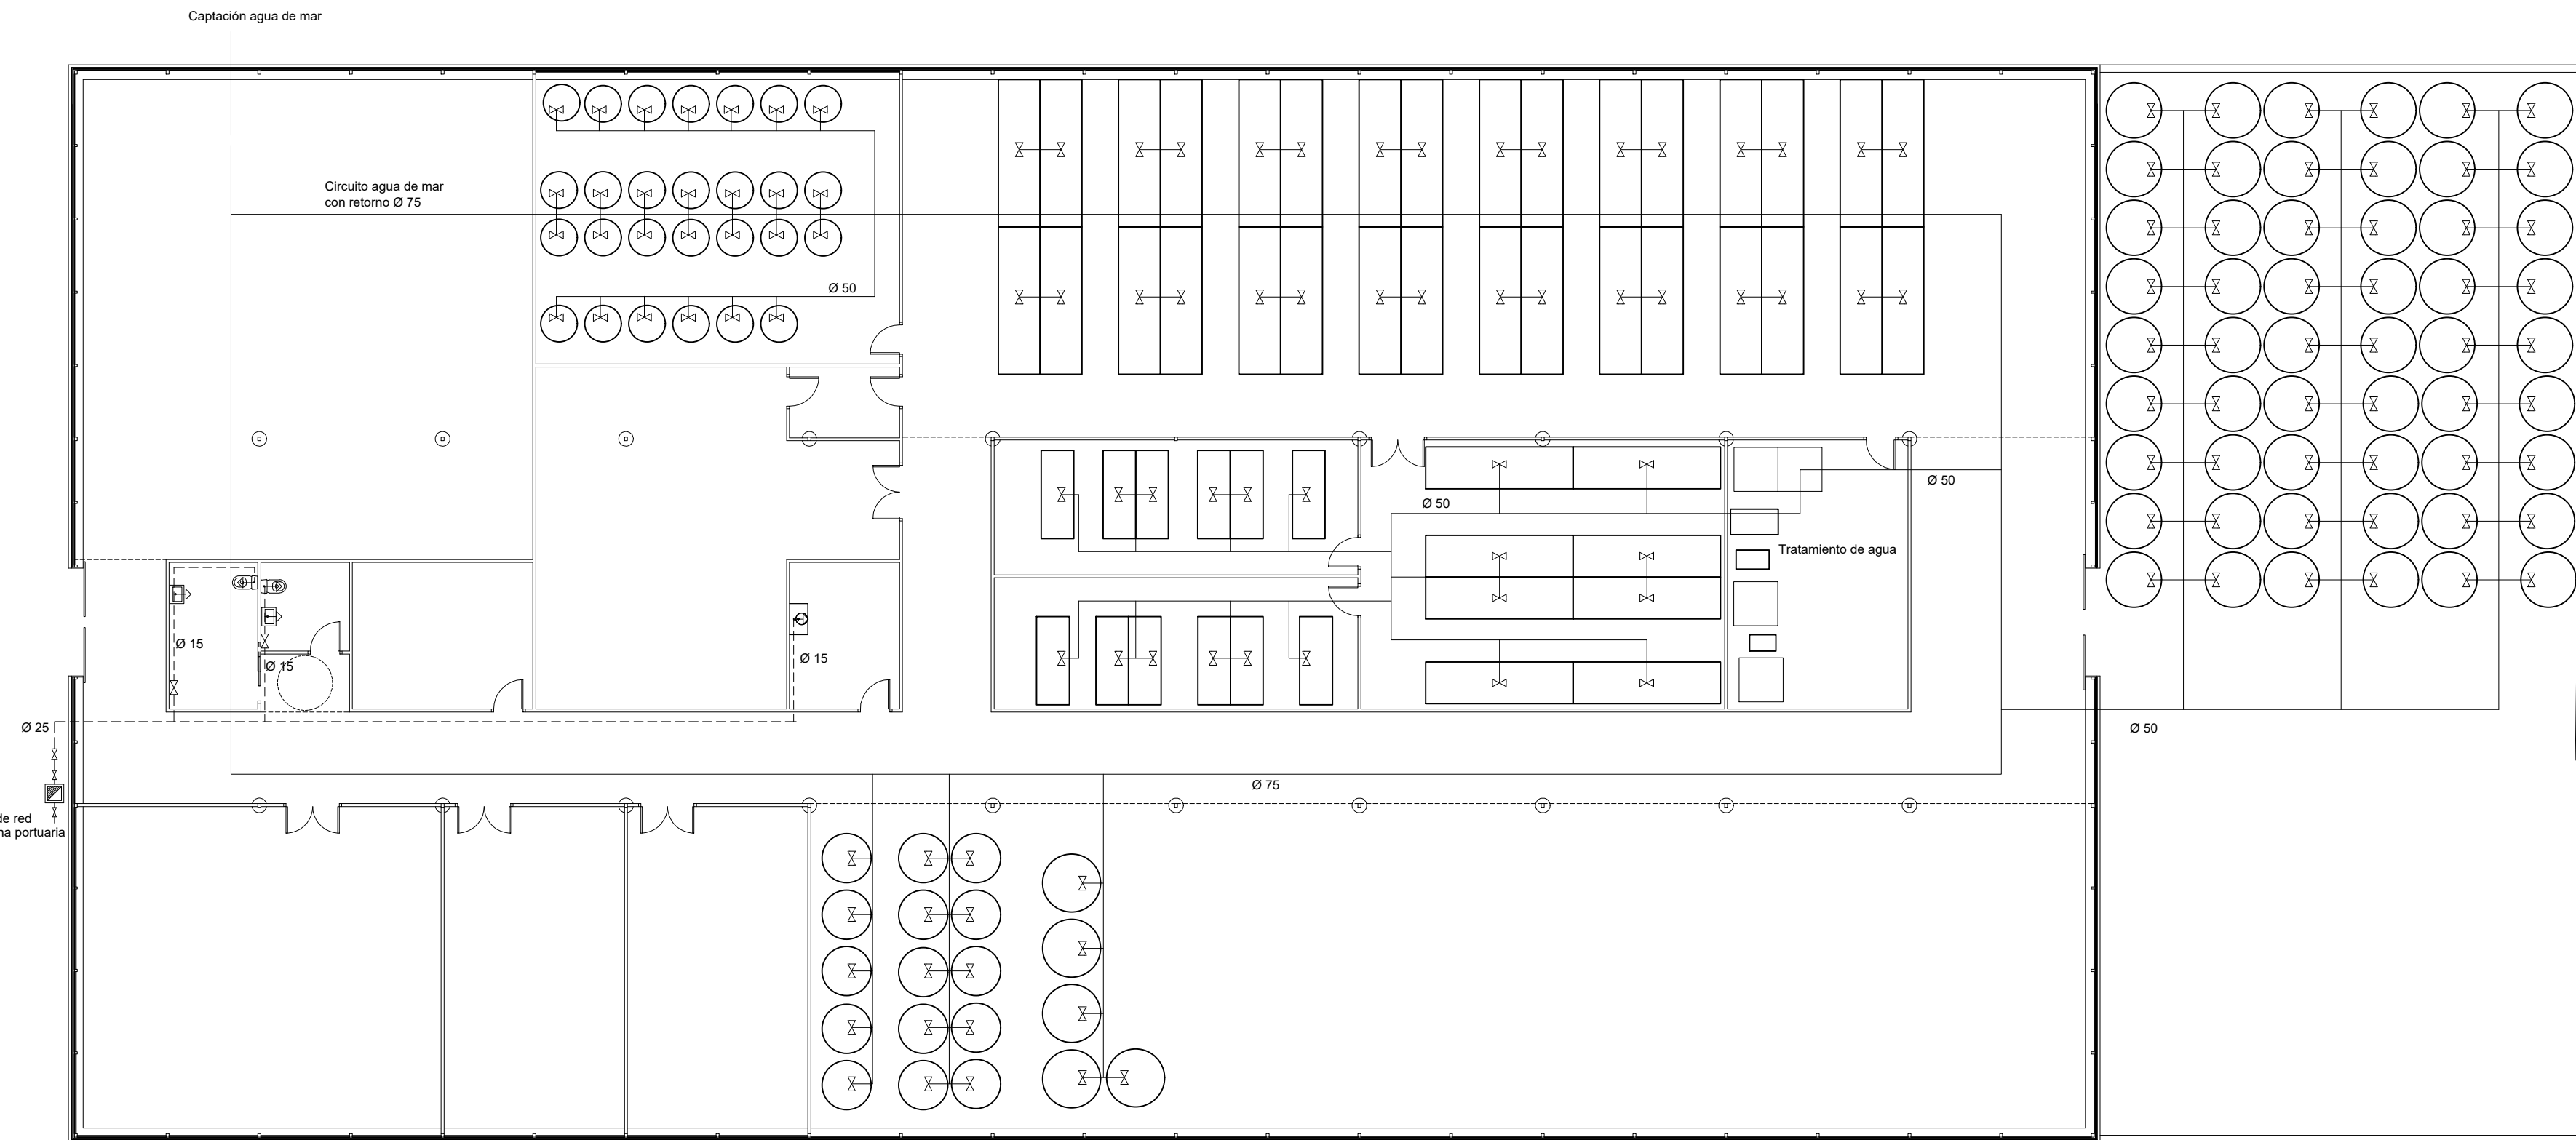 Captación agua de mar
Circuito agua de mar
con retorno Ø 75
Ø 50
Ø 50
Ø 50
Tratamiento de agua
Ø 15
Ø 15
Ø 15
Ø 25
Ø 50
Ø 75
de red
portuaria